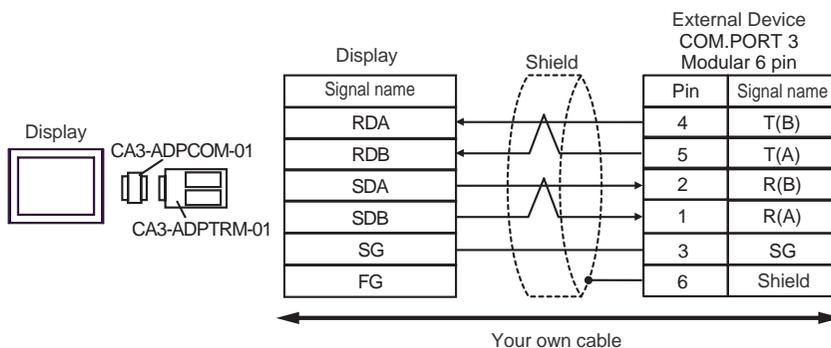 External Device
COM.PORT 3
Modular 6 pin
Display
Shield
Signal name
Pin
Signal name
RDA
4
T(B)
RDB
5
T(A)
SDA
2
R(B)
SDB
1
R(A)
SG
3
SG
FG
6
Shield
Display
CA3-ADPCOM-01
CA3-ADPTRM-01
Your own cable